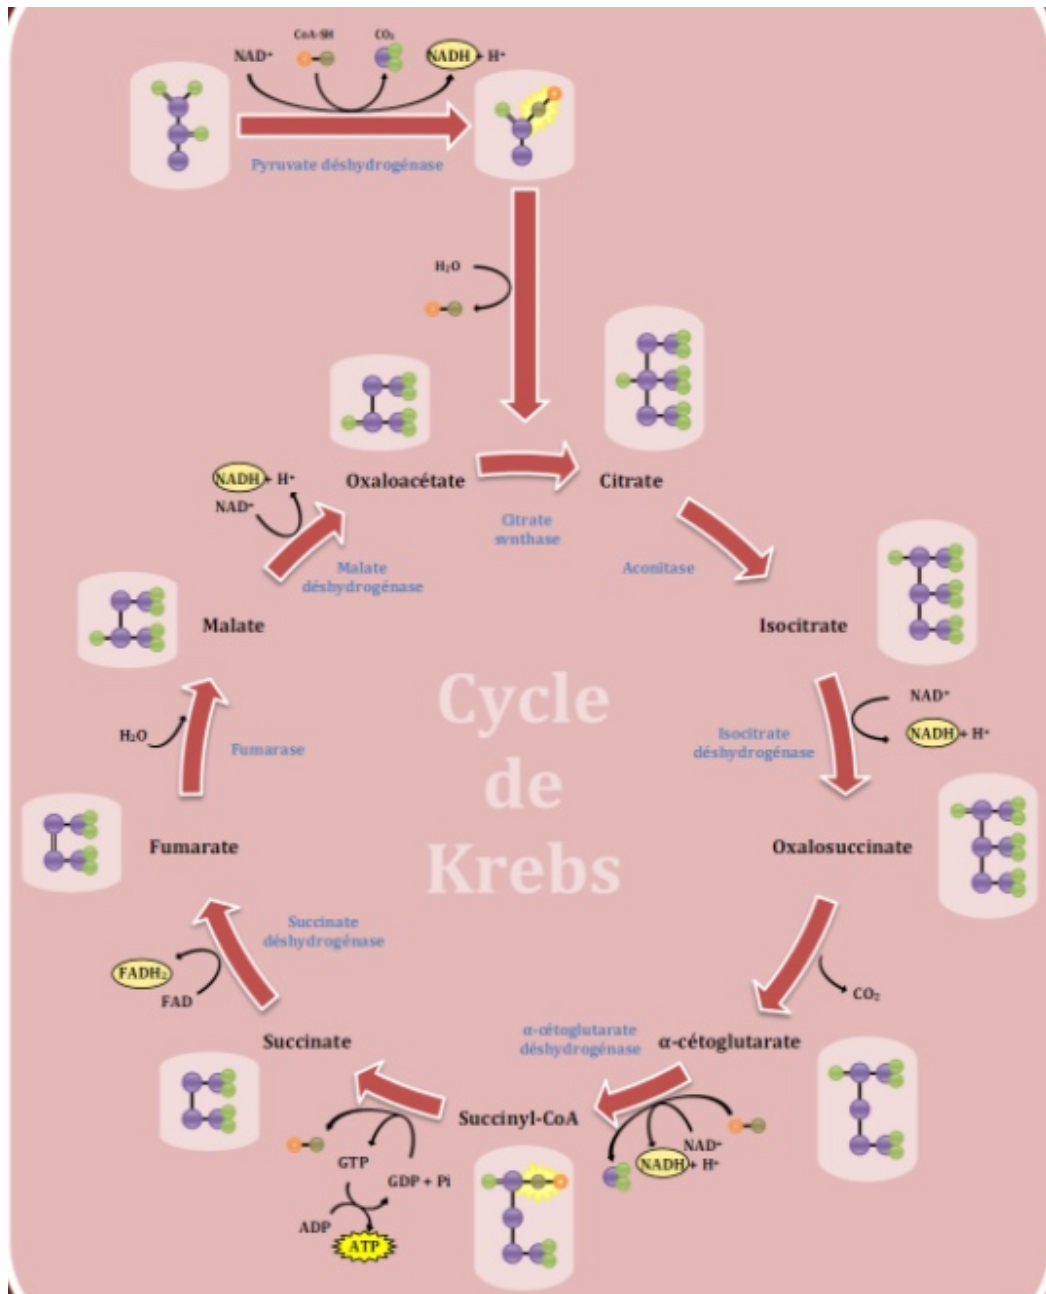 CoA-SH
CO₂
NAD⁺
NADH + H⁺
Pyruvate déshydrogénase
H₂O
Oxaloacétate
Citrate
Citrate
synthase
NADH + H⁺
NAD⁺
Malate
déshydrogénase
Aconitase
Malate
Isocitrate
NAD⁺
NADH + H⁺
Isocitrate
déshydrogénase
H₂O
Fumarase
Cycle
de
Krebs
Fumarate
Oxalosuccinate
Succinate
déshydrogénase
FADH₂
FAD
CO₂
Succinate
α-cétoglutarate
déshydrogénase
α-cétoglutarate
Succinyl-CoA
NAD⁺
NADH + H⁺
GTP
GDP + Pi
ADP
ATP